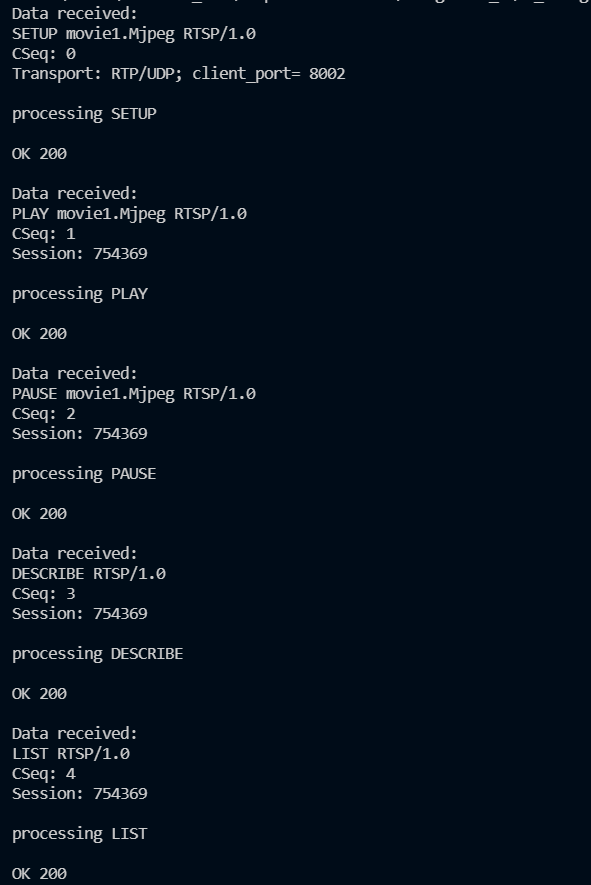 Data received:
SETUP movie1.Mjpeg RTSP/1.0
CSeq: 0
Transport: RTP/UDP; client_port= 8002
processing SETUP
OK 200
Data received:
PLAY movie1.Mjpeg RTSP/1.0
CSeq: 1
Session: 754369
processing PLAY
OK 200
Data received:
PAUSE movie1.Mjpeg RTSP/1.0
CSeq: 2
Session: 754369
processing PAUSE
OK 200
Data received:
DESCRIBE RTSP/1.0
CSeq: 3
Session: 754369
processing DESCRIBE
OK 200
Data received:
LIST RTSP/1.0
CSeq: 4
Session: 754369
processing LIST
OK 200